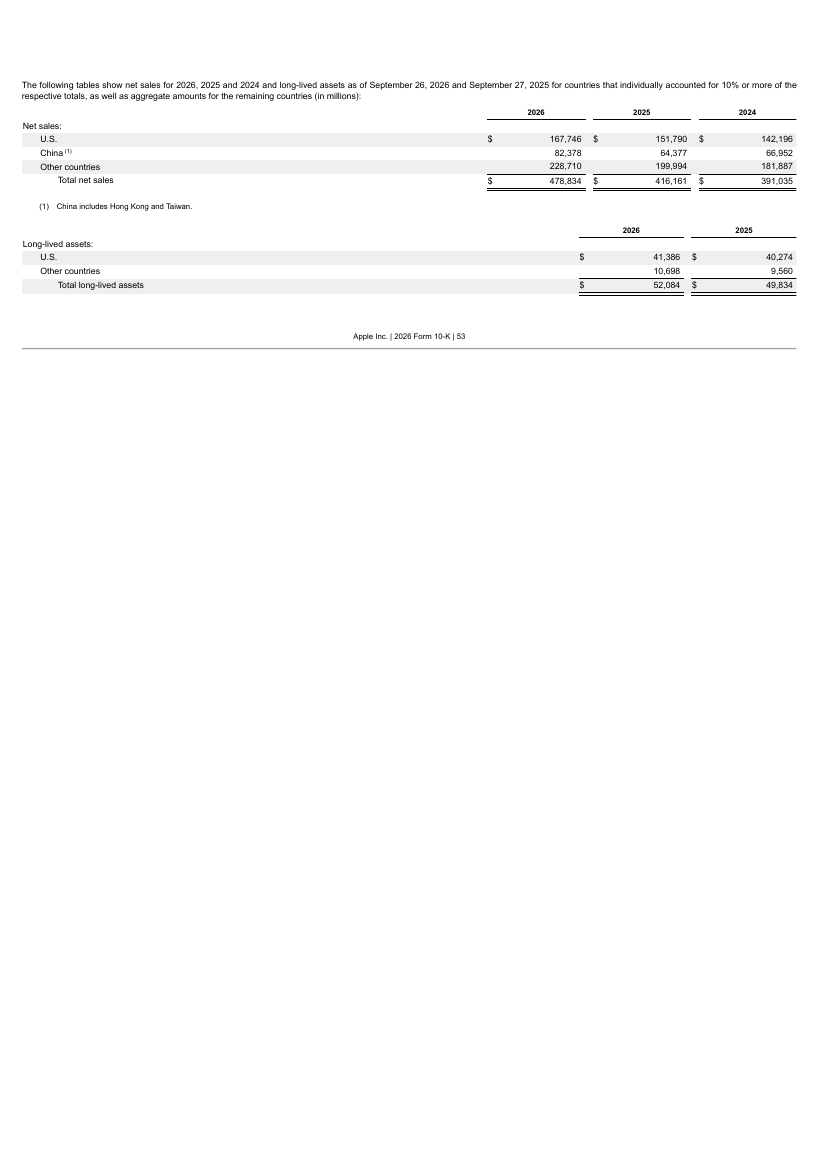 The following tables show net sales for 2026, 2025 and 2024 and long-lived assets as of September 26, 2026 and September 27, 2025 for countries that individually accounted for 10% or more of the
respective totals, as well as aggregate amounts for the remaining countries (in millions):
2026 2025 2024
Net sales:
U.S. $ 167,746 $ 151,790 $ 142,196
China (1) 82,378 64,377 66,952
Other countries 228,710 199,994 181,887
Total net sales $ 478,834 $ 416,161 $ 391,035
(1) China includes Hong Kong and Taiwan.
2026 2025
Long-lived assets:
U.S. $ 41,386 $ 40,274
Other countries 10,698 9,560
Total long-lived assets $ 52,084 $ 49,834
Apple Inc. | 2026 Form 10-K | 53